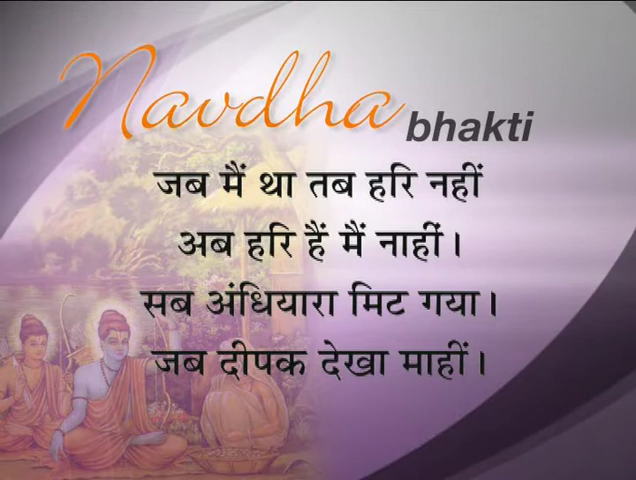 Navdha
bhakti
जब मैं था तब हरि नहीं
अब हरि हैं मैं नाहीं।
सब अंधियारा मिट गया।
जब दीपक देखा माहीं।